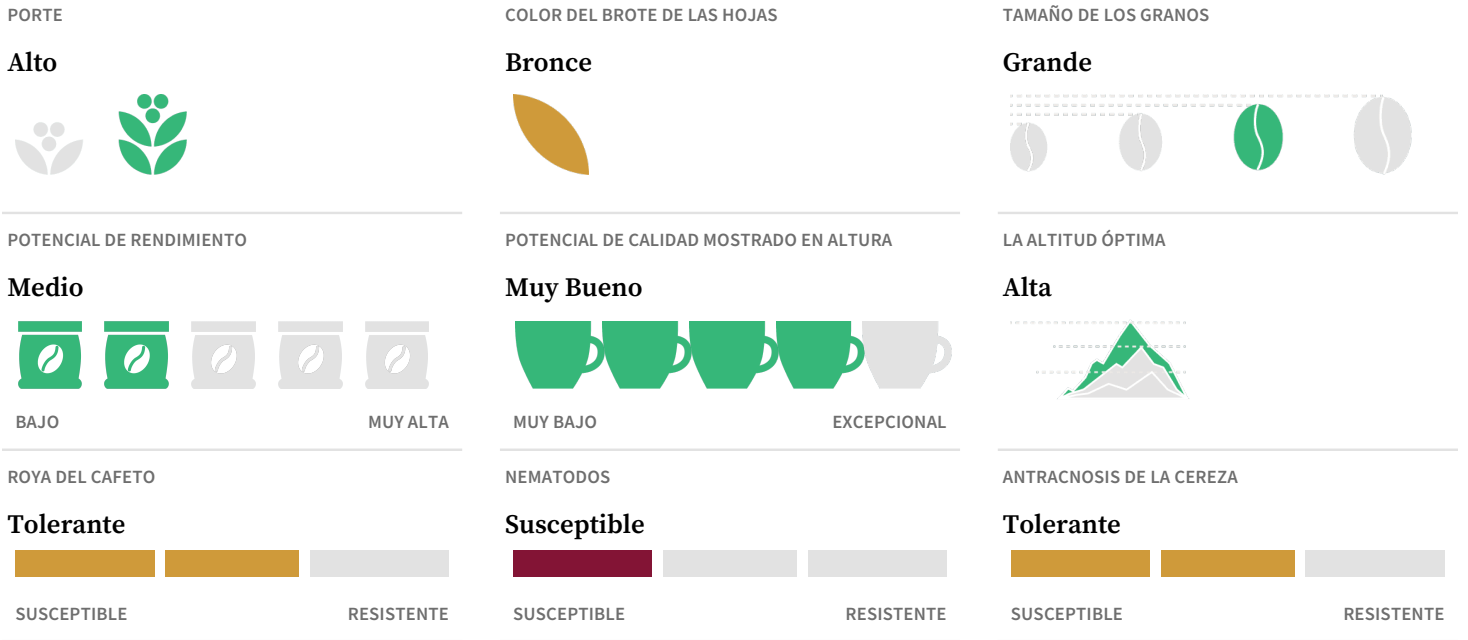 PORTE
Alto
COLOR DEL BROTE DE LAS HOJAS
Bronce
TAMAÑO DE LOS GRANOS
Grande
POTENCIAL DE RENDIMIENTO
Medio
BAJO
MUY ALTA
POTENCIAL DE CALIDAD MOSTRADO EN ALTURA
Muy Bueno
MUY BAJO
EXCEPCIONAL
LA ALTITUD ÓPTIMA
Alta
ROYA DEL CAFETO
Tolerante
SUSCEPTIBLE
RESISTENTE
NEMATODOS
Susceptible
SUSCEPTIBLE
RESISTENTE
ANTRACNOSIS DE LA CEREZA
Tolerante
SUSCEPTIBLE
RESISTENTE